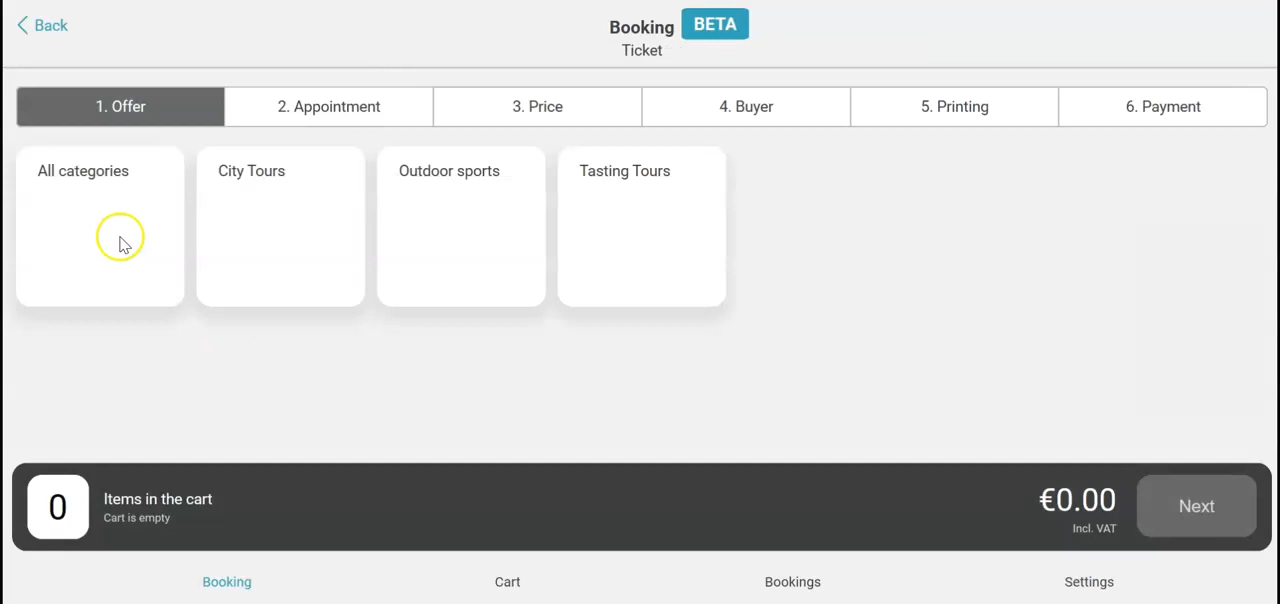 Back
Booking BETA
Ticket
1. Offer
2. Appointment
3. Price
4. Buyer
5. Printing
6. Payment
All categories
City Tours
Outdoor sports
Tasting Tours
0
Items in the cart
Cart is empty
€0.00
Incl. VAT
Next
Booking
Cart
Bookings
Settings